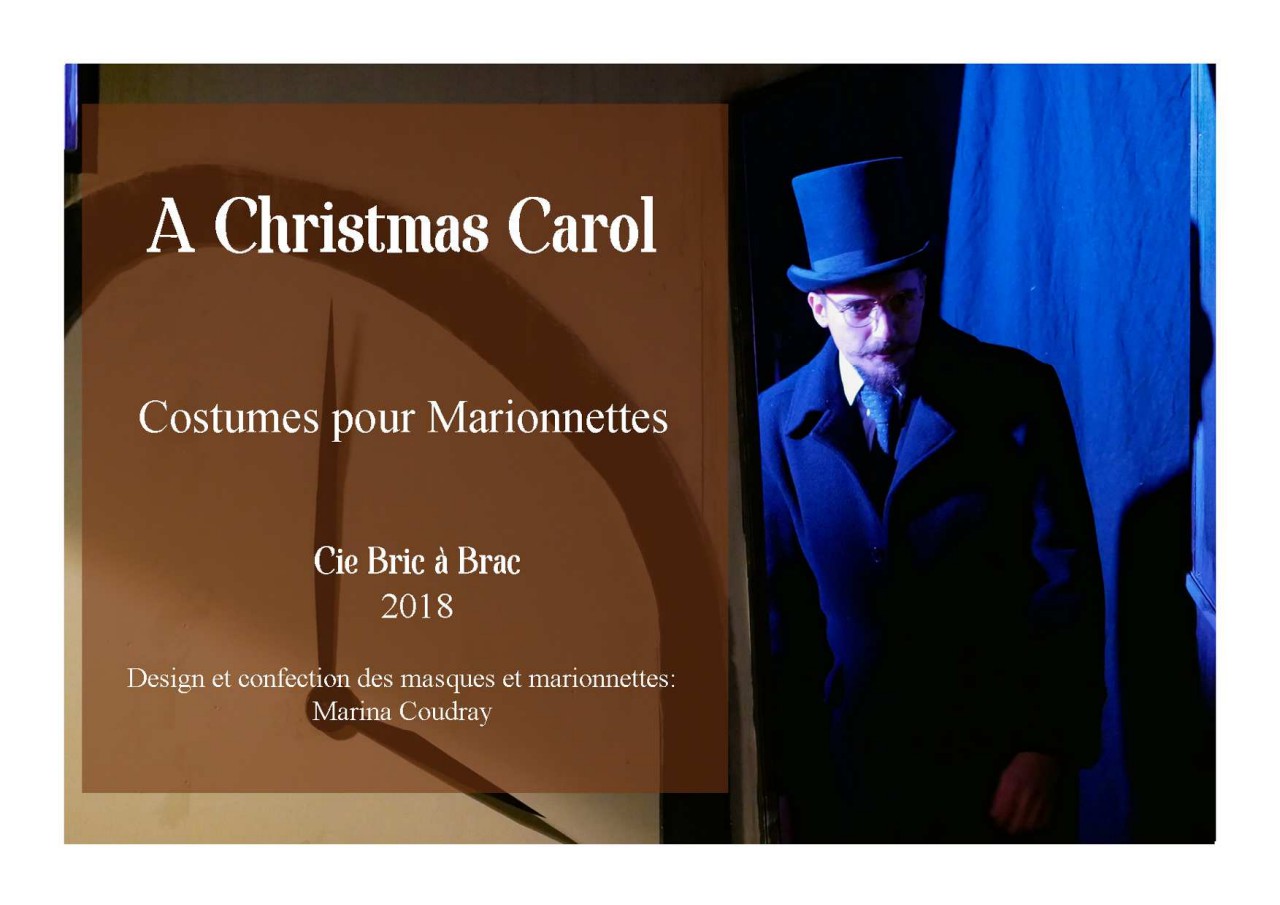 A Christmas Carol
Costumes pour Marionnettes
Cie Bric à Brac
2018
Design et confection des masques et marionnettes:
Marina Coudray